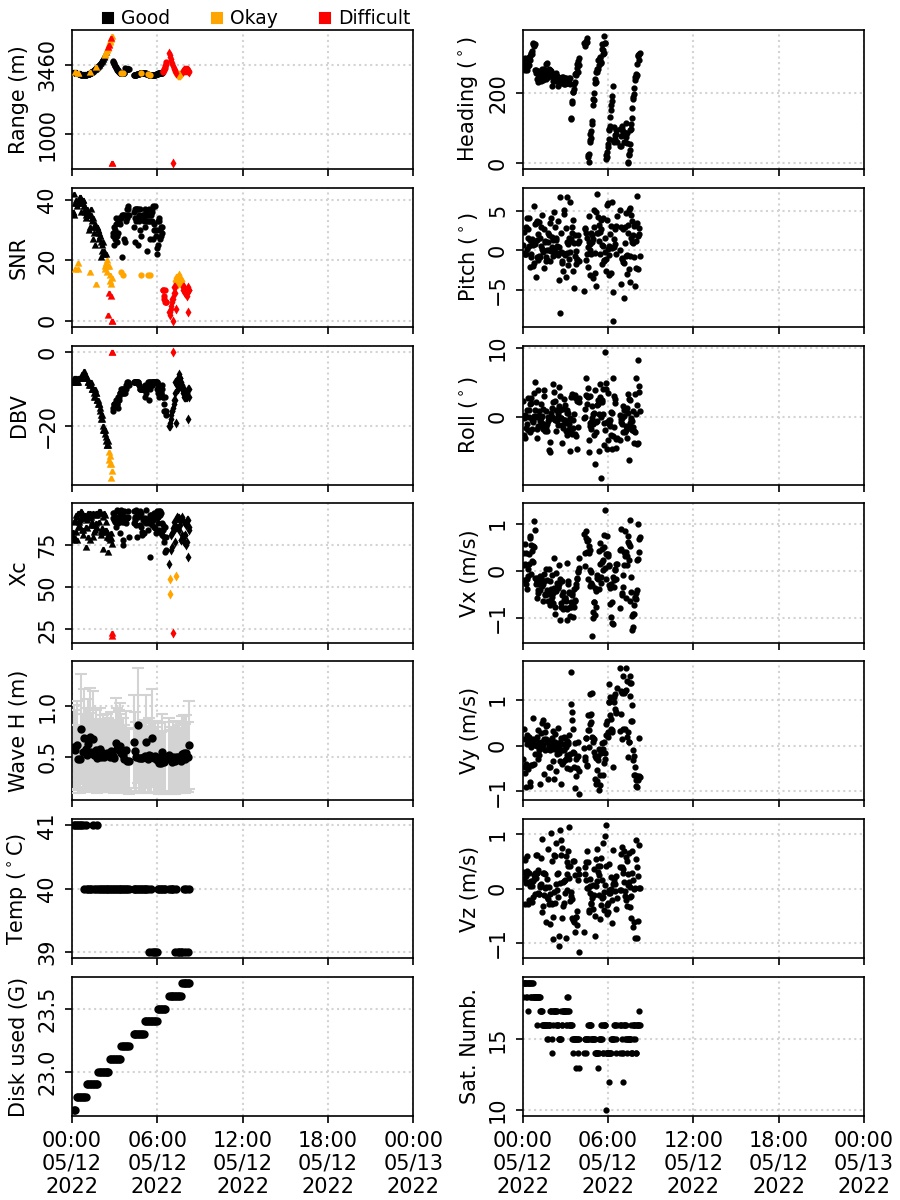 Good Okay Difficult
Range (m)
3460
1000
Heading (°)
200
0
SNR
40
20
0
Pitch (°)
5
0
−5
DBV
0
−20
Roll (°)
10
0
Xc
75
50
25
Vx (m/s)
1
0
−1
Wave H (m)
1.0
0.5
Vy (m/s)
1
0
−1
Temp (°C)
41
40
39
Vz (m/s)
1
0
−1
Disk used (G)
23.5
23.0
Sat. Numb.
15
10
00:00 06:00 12:00 18:00 00:00
05/12 05/12 05/12 05/12 05/13
2022 2022 2022 2022 2022
00:00 06:00 12:00 18:00 00:00
05/12 05/12 05/12 05/12 05/13
2022 2022 2022 2022 2022